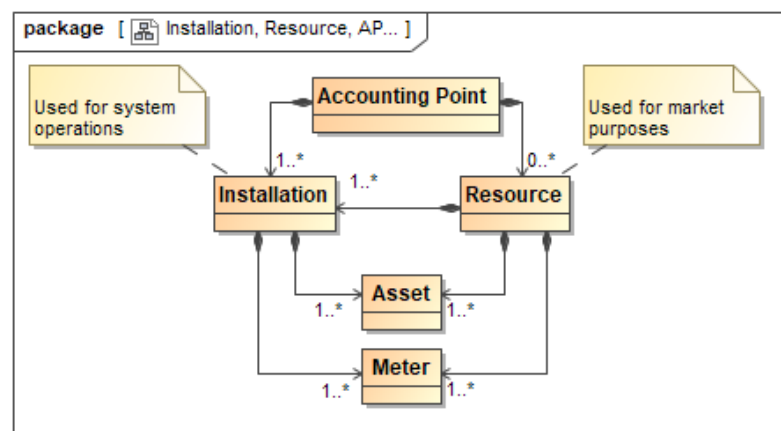 package [ Installation, Resource, AP... ]
Used for system
operations
Accounting Point
Used for market
purposes
1..*
0..*
Installation
1..*
Resource
Asset
1..*
1..*
Meter
1..*
1..*